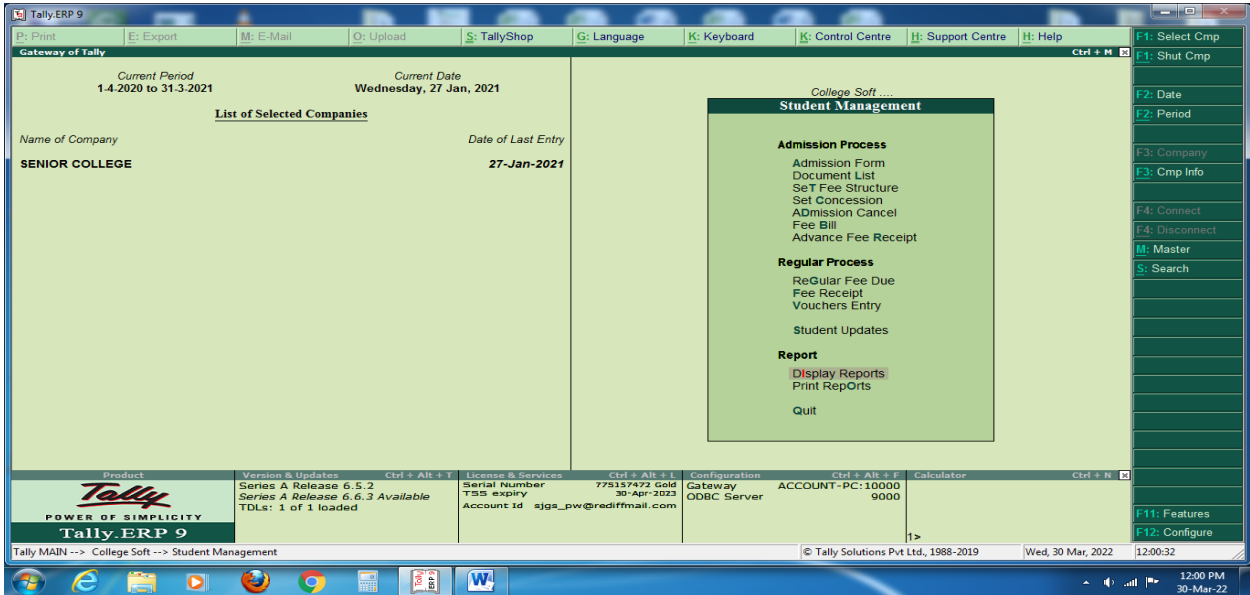 Tally.ERP 9
P: Print E: Export M: E-Mail O: Upload S: TallyShop G: Language K: Keyboard K: Control Centre H: Support Centre H: Help
Gateway of Tally Ctrl + M
Current Period Current Date
1-4-2020 to 31-3-2021 Wednesday, 27 Jan, 2021
List of Selected Companies
Name of Company Date of Last Entry
SENIOR COLLEGE 27-Jan-2021
College Soft ....
Student Management
Admission Process
Admission Form
Document List
SeT Fee Structure
Set Concession
ADmission Cancel
Fee Bill
Advance Fee Receipt
Regular Process
ReGular Fee Due
Fee Receipt
Vouchers Entry
Student Updates
Report
DIsplay Reports
Print RepOrts
Quit
F1: Select Cmp
F1: Shut Cmp
F2: Date
F2: Period
F3: Company
F3: Cmp Info
F4: Connect
F4: Disconnect
M: Master
S: Search
F11: Features
F12: Configure
Product
Tally
POWER OF SIMPLICITY
Tally.ERP 9
Version & Updates Ctrl + Alt + T
Series A Release 6.5.2
Series A Release 6.6.3 Available
TDLs: 1 of 1 loaded
License & Services Ctrl + Alt + L
Serial Number 775157472 Gold
TSS expiry 30-Apr-2023
Account Id sjgs_pw@rediffmail.com
Configuration Ctrl + Alt + F
Gateway ACCOUNT-PC:10000
ODBC Server 9000
Calculator Ctrl + N
1>
Tally MAIN --> College Soft --> Student Management © Tally Solutions Pvt Ltd., 1988-2019 Wed, 30 Mar, 2022 12:00:32
Tally ERP 9
W
12:00 PM
30-Mar-22